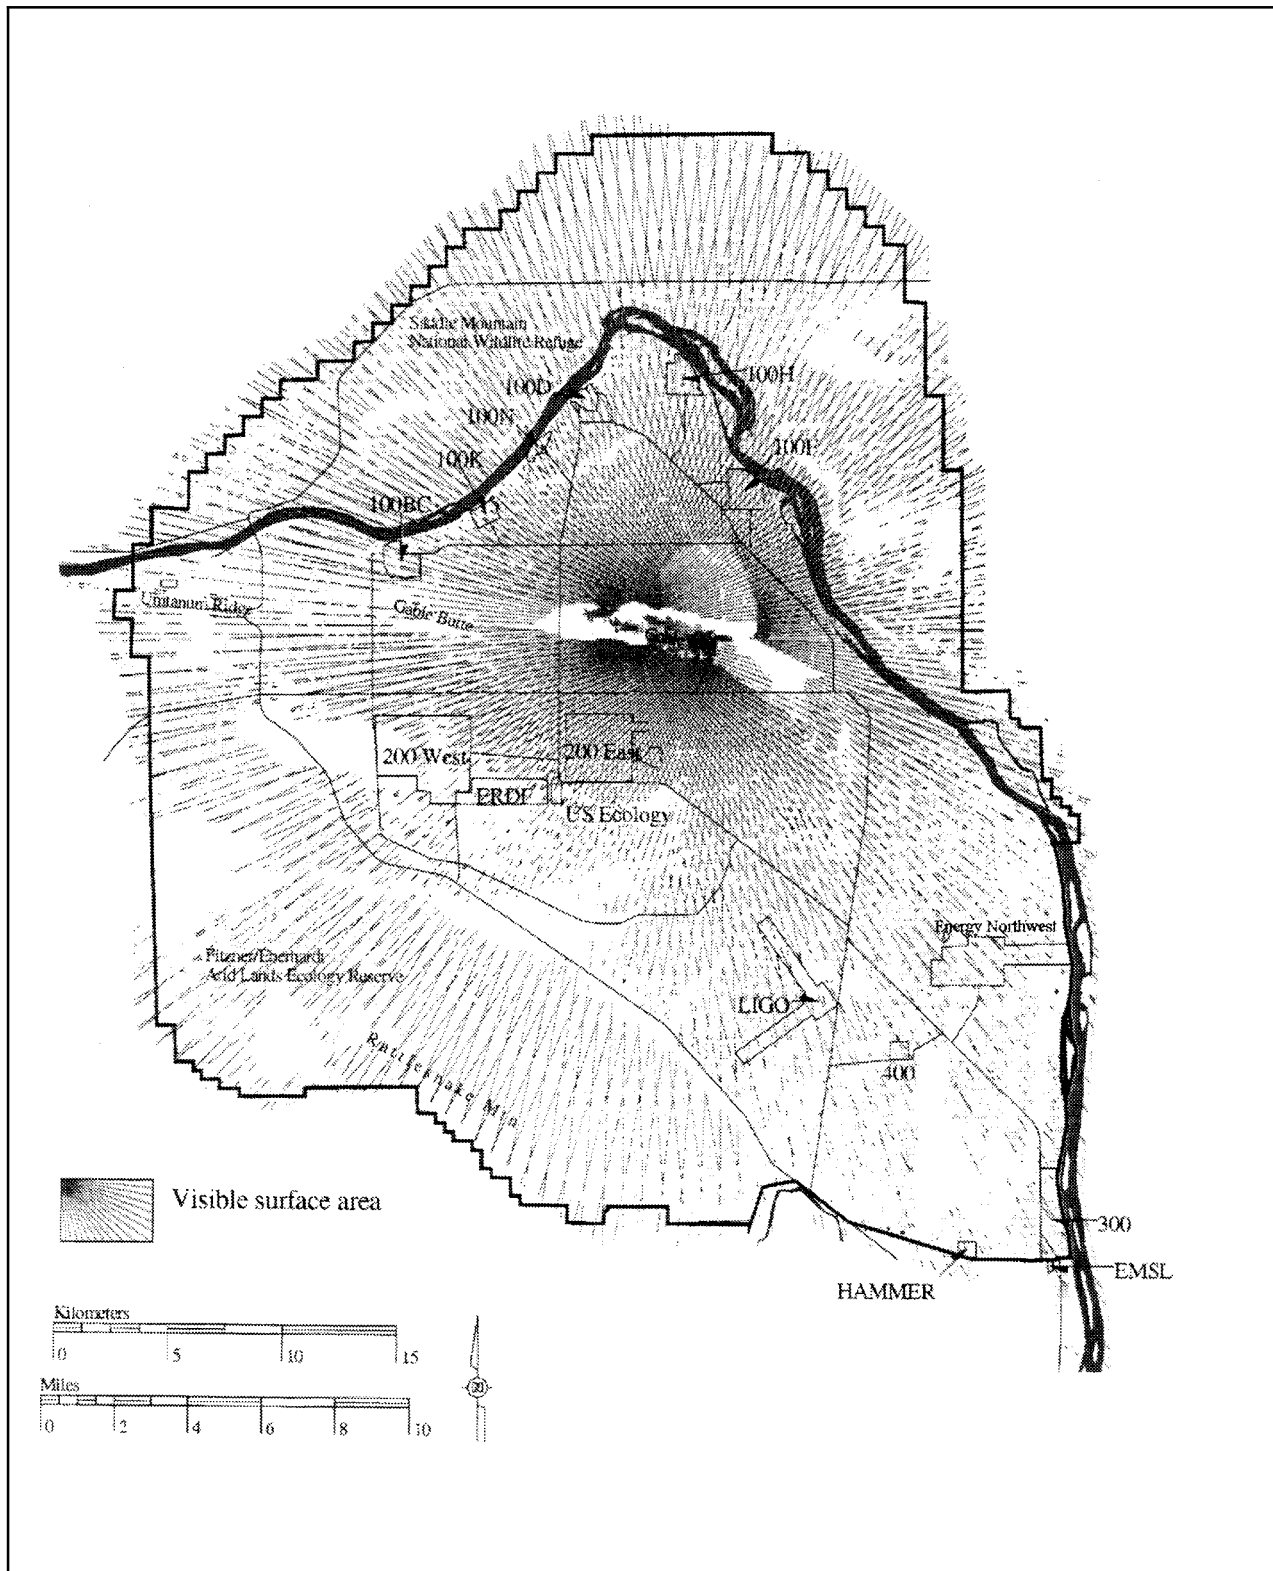 Saddle Mountain
National Wildlife Refuge
100H
100D
100N
100F
100K
100BC
Umtanum Ridge
Gable Butte
200 West
200 East
ERDF
US Ecology
Energy Northwest
Fitzner/Eberhardt
Arid Lands Ecology Reserve
LIGO
Rattlesnake Mtn
400
Visible surface area
300
EMSL
HAMMER
Kilometers
0 5 10 15
Miles
0 2 4 6 8 10